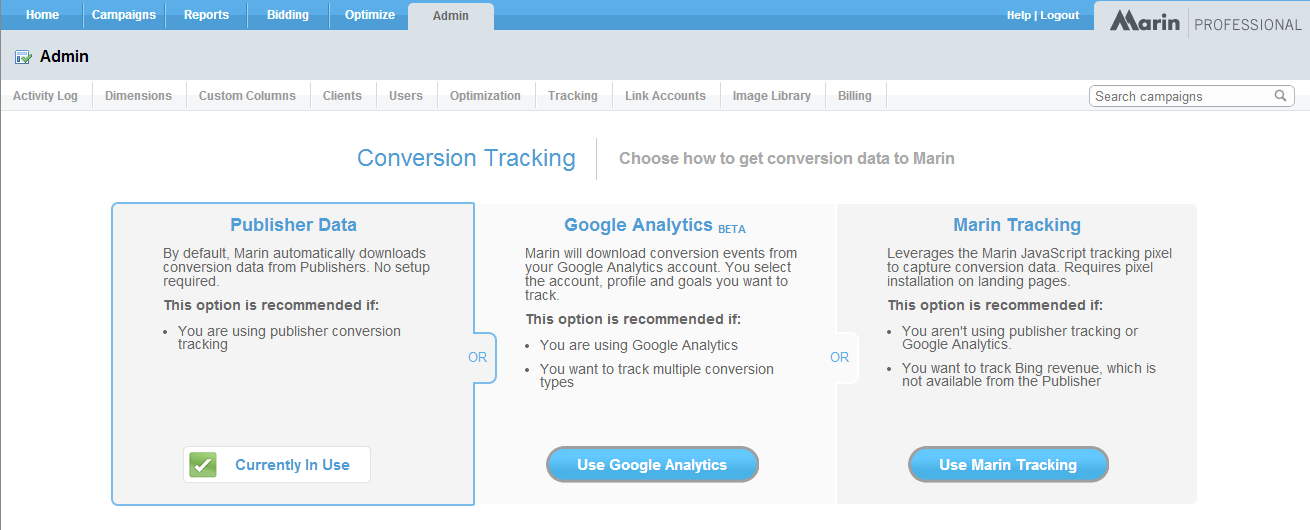 Home Campaigns Reports Bidding Optimize Admin Help | Logout Marin PROFESSIONAL
Admin
Activity Log Dimensions Custom Columns Clients Users Optimization Tracking Link Accounts Image Library Billing Search campaigns
Conversion Tracking Choose how to get conversion data to Marin
Publisher Data
By default, Marin automatically downloads
conversion data from Publishers. No setup
required.
This option is recommended if:
• You are using publisher conversion
tracking
Currently In Use
OR
Google Analytics BETA
Marin will download conversion events from
your Google Analytics account. You select
the account, profile and goals you want to
track.
This option is recommended if:
• You are using Google Analytics
• You want to track multiple conversion
types
Use Google Analytics
OR
Marin Tracking
Leverages the Marin JavaScript tracking pixel
to capture conversion data. Requires pixel
installation on landing pages.
This option is recommended if:
• You aren't using publisher tracking or
Google Analytics.
• You want to track Bing revenue, which is
not available from the Publisher
Use Marin Tracking